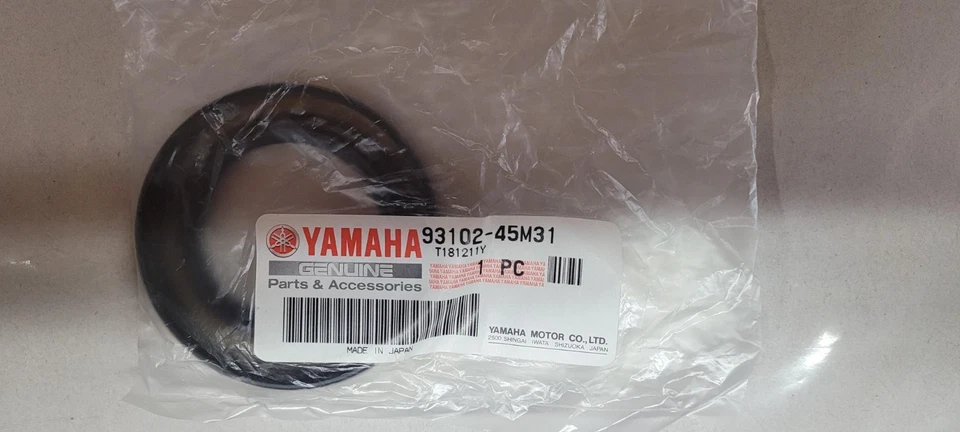 YAMAHA 93102-45M31
T181211Y
GENUINE
1 PC
Parts & Accessories
YAMAHA MOTOR CO.,LTD.
2500 SHINGAI IWATA SHIZUOKA JAPAN
MADE IN JAPAN